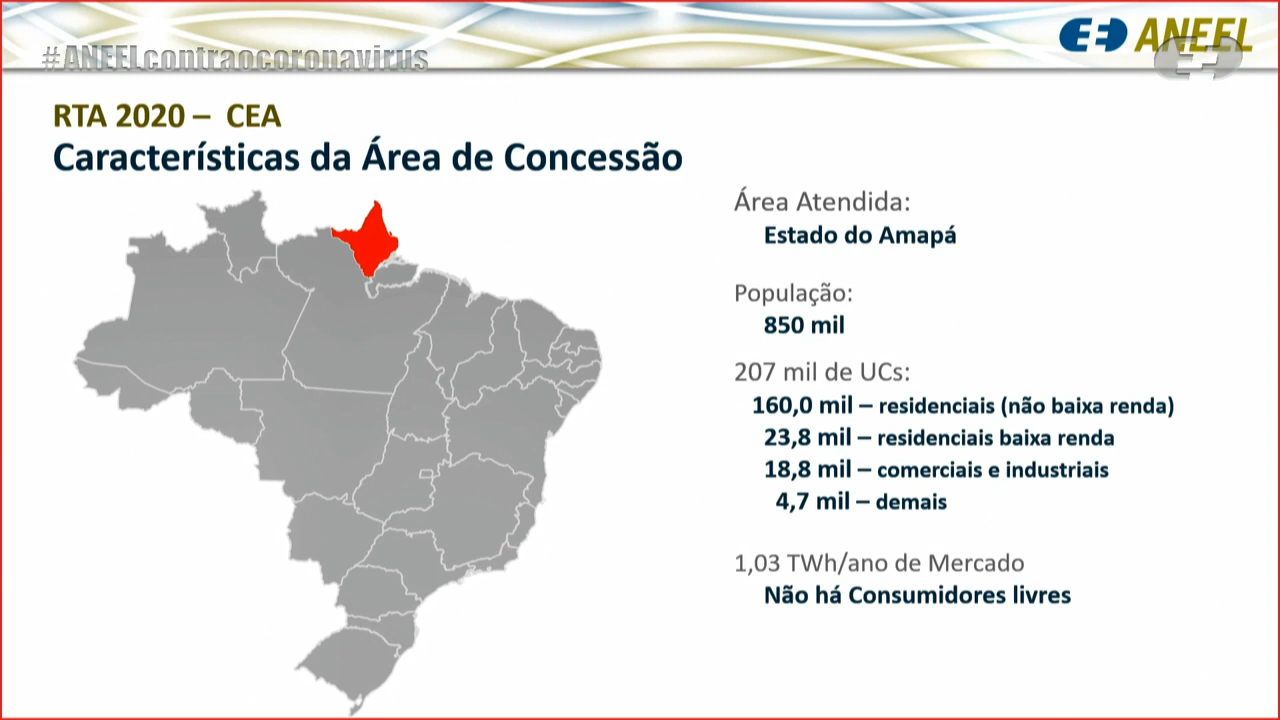 #ANEELcontraocoronavirus
ANEEL
RTA 2020 – CEA
Características da Área de Concessão
Área Atendida:
Estado do Amapá
População:
850 mil
207 mil de UCs:
160,0 mil – residenciais (não baixa renda)
23,8 mil – residenciais baixa renda
18,8 mil – comerciais e industriais
4,7 mil – demais
1,03 TWh/ano de Mercado
Não há Consumidores livres